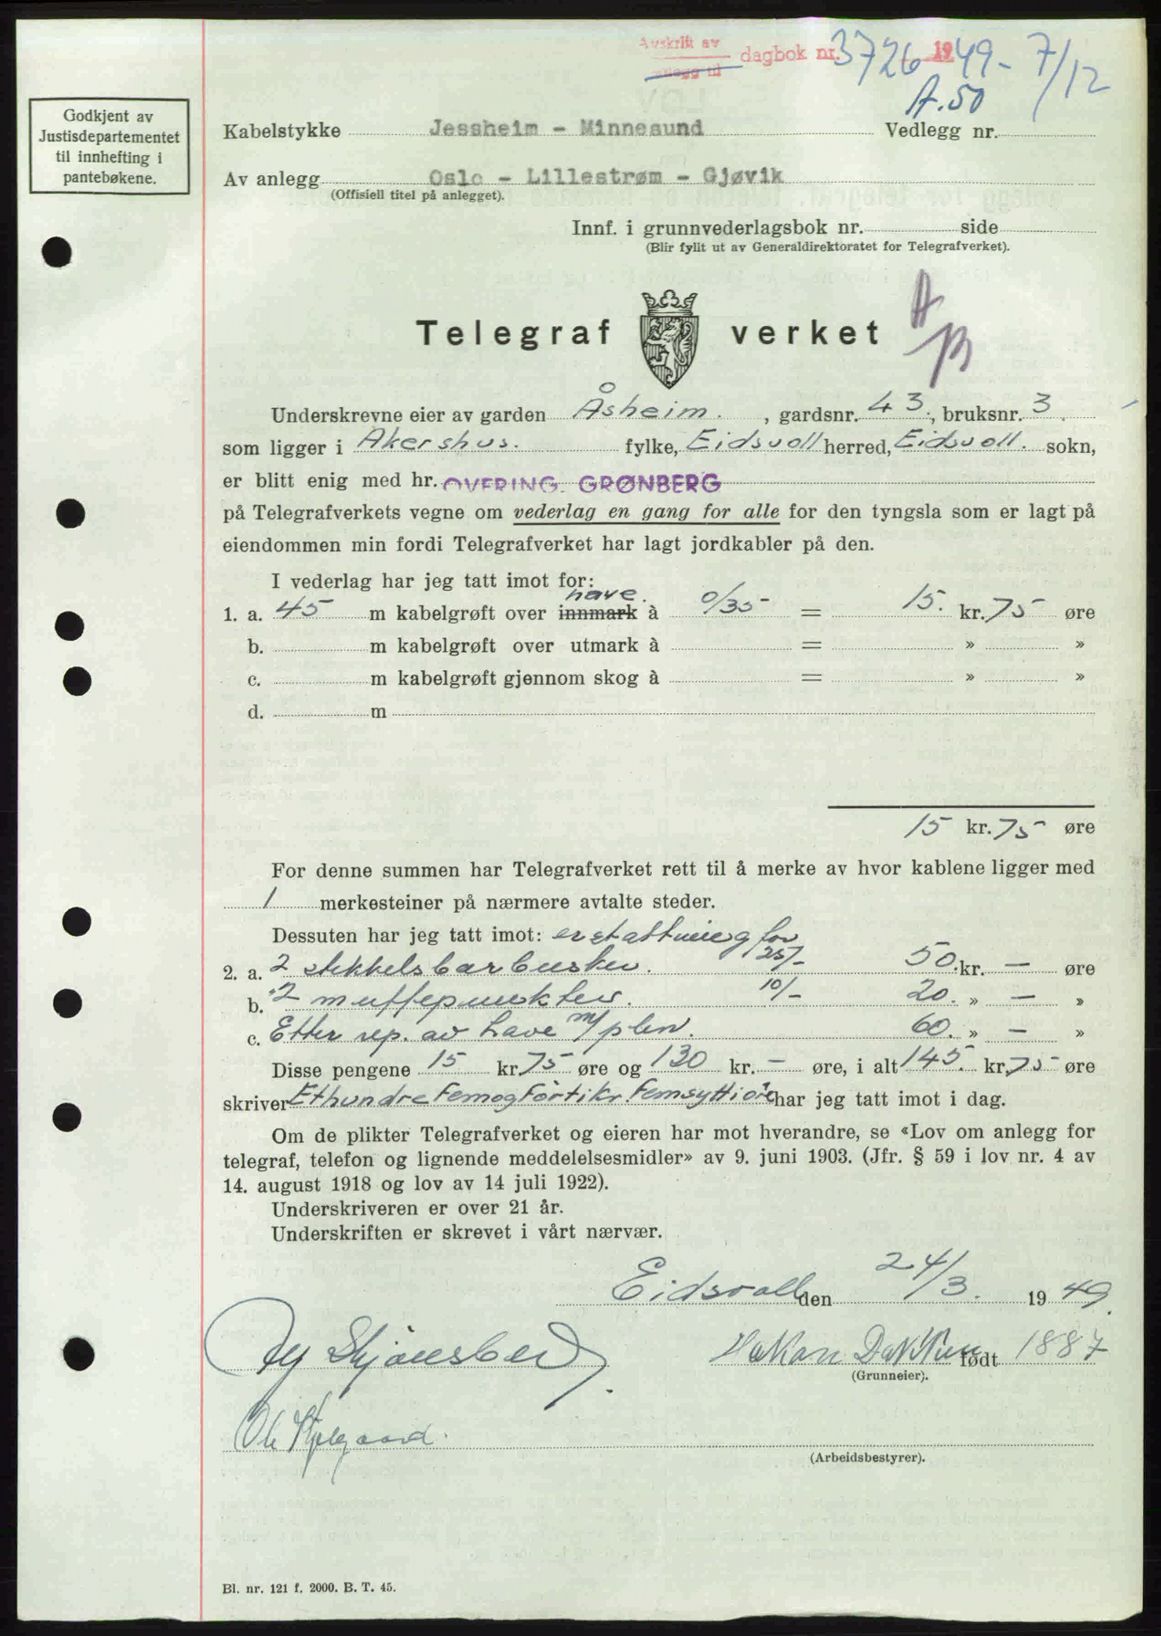 Avskrift av
dagbok nr. 3726 1949 - 7/12
A.50
Godkjent av
Justisdepartementet
til innhefting i
pantebøkene.
Kabelstykke Jessheim - Minnesund Vedlegg nr.
Av anlegg Oslo - Lillestrøm - Gjøvik
(Offisiell titel på anlegget).
Innf. i grunnvederlagsbok nr. side
(Blir fylit ut av Generaldirektoratet for Telegrafverket).
A
B
Telegraf verket
Underskrevne eier av garden Åsheim. , gardsnr. 43 , bruksnr. 3 .
som ligger i Akershus. fylke, Eidsvoll herred, Eidsvoll. sokn,
er blitt enig med hr. OVERING. GRØNBERG
på Telegrafverkets vegne om vederlag en gang for alle for den tyngsla som er lagt på
eiendommen min fordi Telegrafverket har lagt jordkabler på den.
I vederlag har jeg tatt imot for:
have.
1. a. 45 m kabelgrøft over innmark à 0/35 = 15. kr. 75 øre
b. m kabelgrøft over utmark à = » »
c. m kabelgrøft gjennom skog à = » »
d. m
15 kr. 75 øre
For denne summen har Telegrafverket rett til å merke av hvor kablene ligger med
1 merkesteiner på nærmere avtalte steder.
Dessuten har jeg tatt imot: erstattning for
2. a. 2 stikkelsbærbusker. 25/- 50. kr. — øre
b. 2 muffepunkter. 10/- 20. » — »
c. Etter rep. av have m/plen. 60. » — »
Disse pengene 15 kr. 75 øre og 130 kr. — øre, i alt 145. kr. 75 øre
skriver Ethundre Femogførti kr. Femsytti øre har jeg tatt imot i dag.
Om de plikter Telegrafverket og eieren har mot hverandre, se «Lov om anlegg for
telegraf, telefon og lignende meddelelsesmidler» av 9. juni 1903. (Jfr. § 59 i lov nr. 4 av
14. august 1918 og lov av 14 juli 1922).
Underskriveren er over 21 år.
Underskriften er skrevet i vårt nærvær.
Eidsvoll den 24/3. 1949.
Skjønsberg Håkon født 1887
(Grunneier).
Ole
(Arbeidsbestyrer).
Bl. nr. 121 f. 2000. B. T. 45.